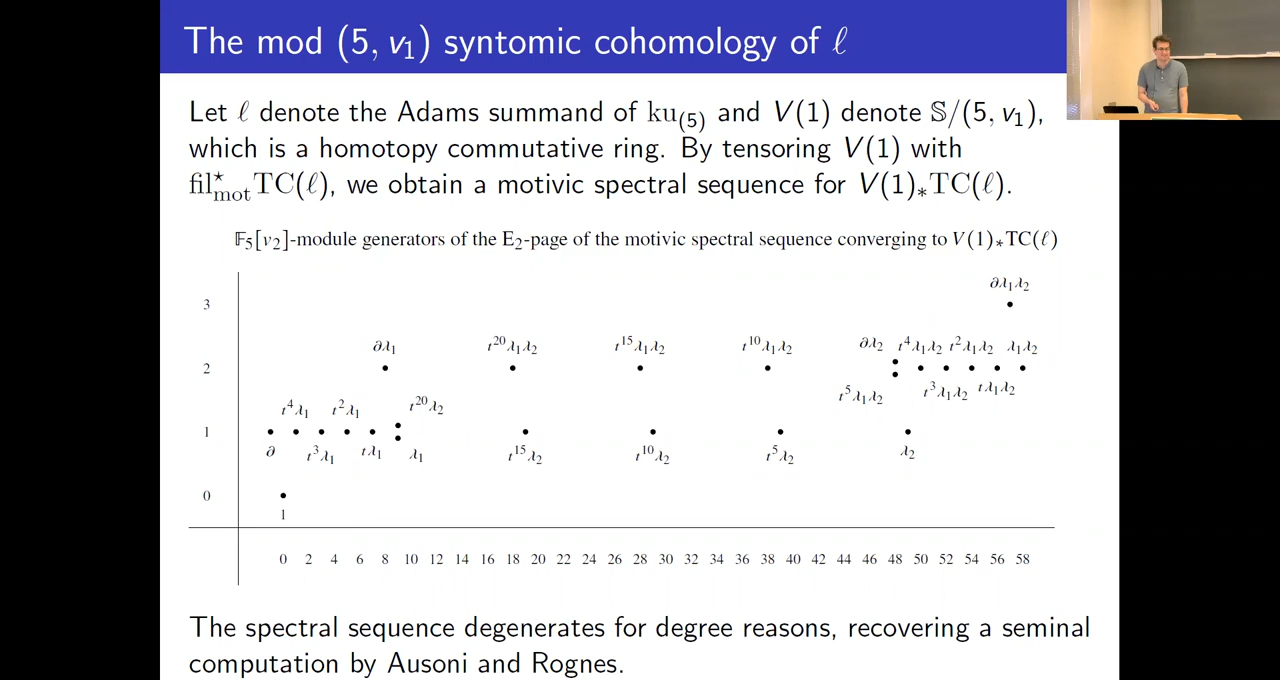 The mod (5, v₁) syntomic cohomology of ℓ
Let ℓ denote the Adams summand of ku₍₅₎ and V(1) denote 𝕊/(5, v₁),
which is a homotopy commutative ring. By tensoring V(1) with
fil⋆mot TC(ℓ), we obtain a motivic spectral sequence for V(1)∗TC(ℓ).
𝔽₅[v₂]-module generators of the E₂-page of the motivic spectral sequence converging to V(1)∗TC(ℓ)
∂λ₁λ₂
3
∂λ₁ t²⁰λ₁λ₂ t¹⁵λ₁λ₂ t¹⁰λ₁λ₂ ∂λ₂ t⁴λ₁λ₂ t²λ₁λ₂ λ₁λ₂
2
t⁵λ₁λ₂ t³λ₁λ₂ tλ₁λ₂
t⁴λ₁ t²λ₁ t²⁰λ₂
1
∂ t³λ₁ tλ₁ λ₁ t¹⁵λ₂ t¹⁰λ₂ t⁵λ₂ λ₂
0
1
0 2 4 6 8 10 12 14 16 18 20 22 24 26 28 30 32 34 36 38 40 42 44 46 48 50 52 54 56 58
The spectral sequence degenerates for degree reasons, recovering a seminal
computation by Ausoni and Rognes.